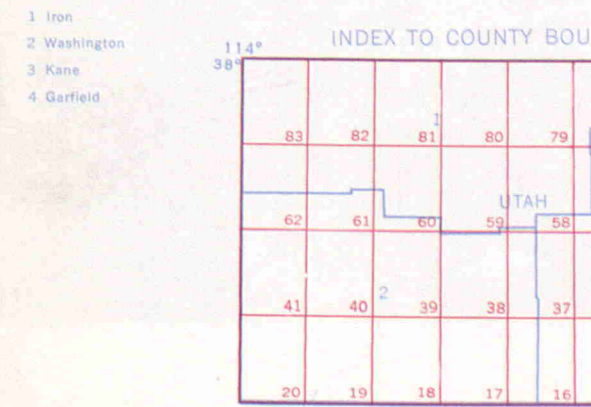 1 Iron
2 Washington
3 Kane
4 Garfield
INDEX TO COUNTY BOU
114°
38°
1
83 82 81 80 79
UTAH
62 61 60 59 58
2
41 40 39 38 37
20 19 18 17 16